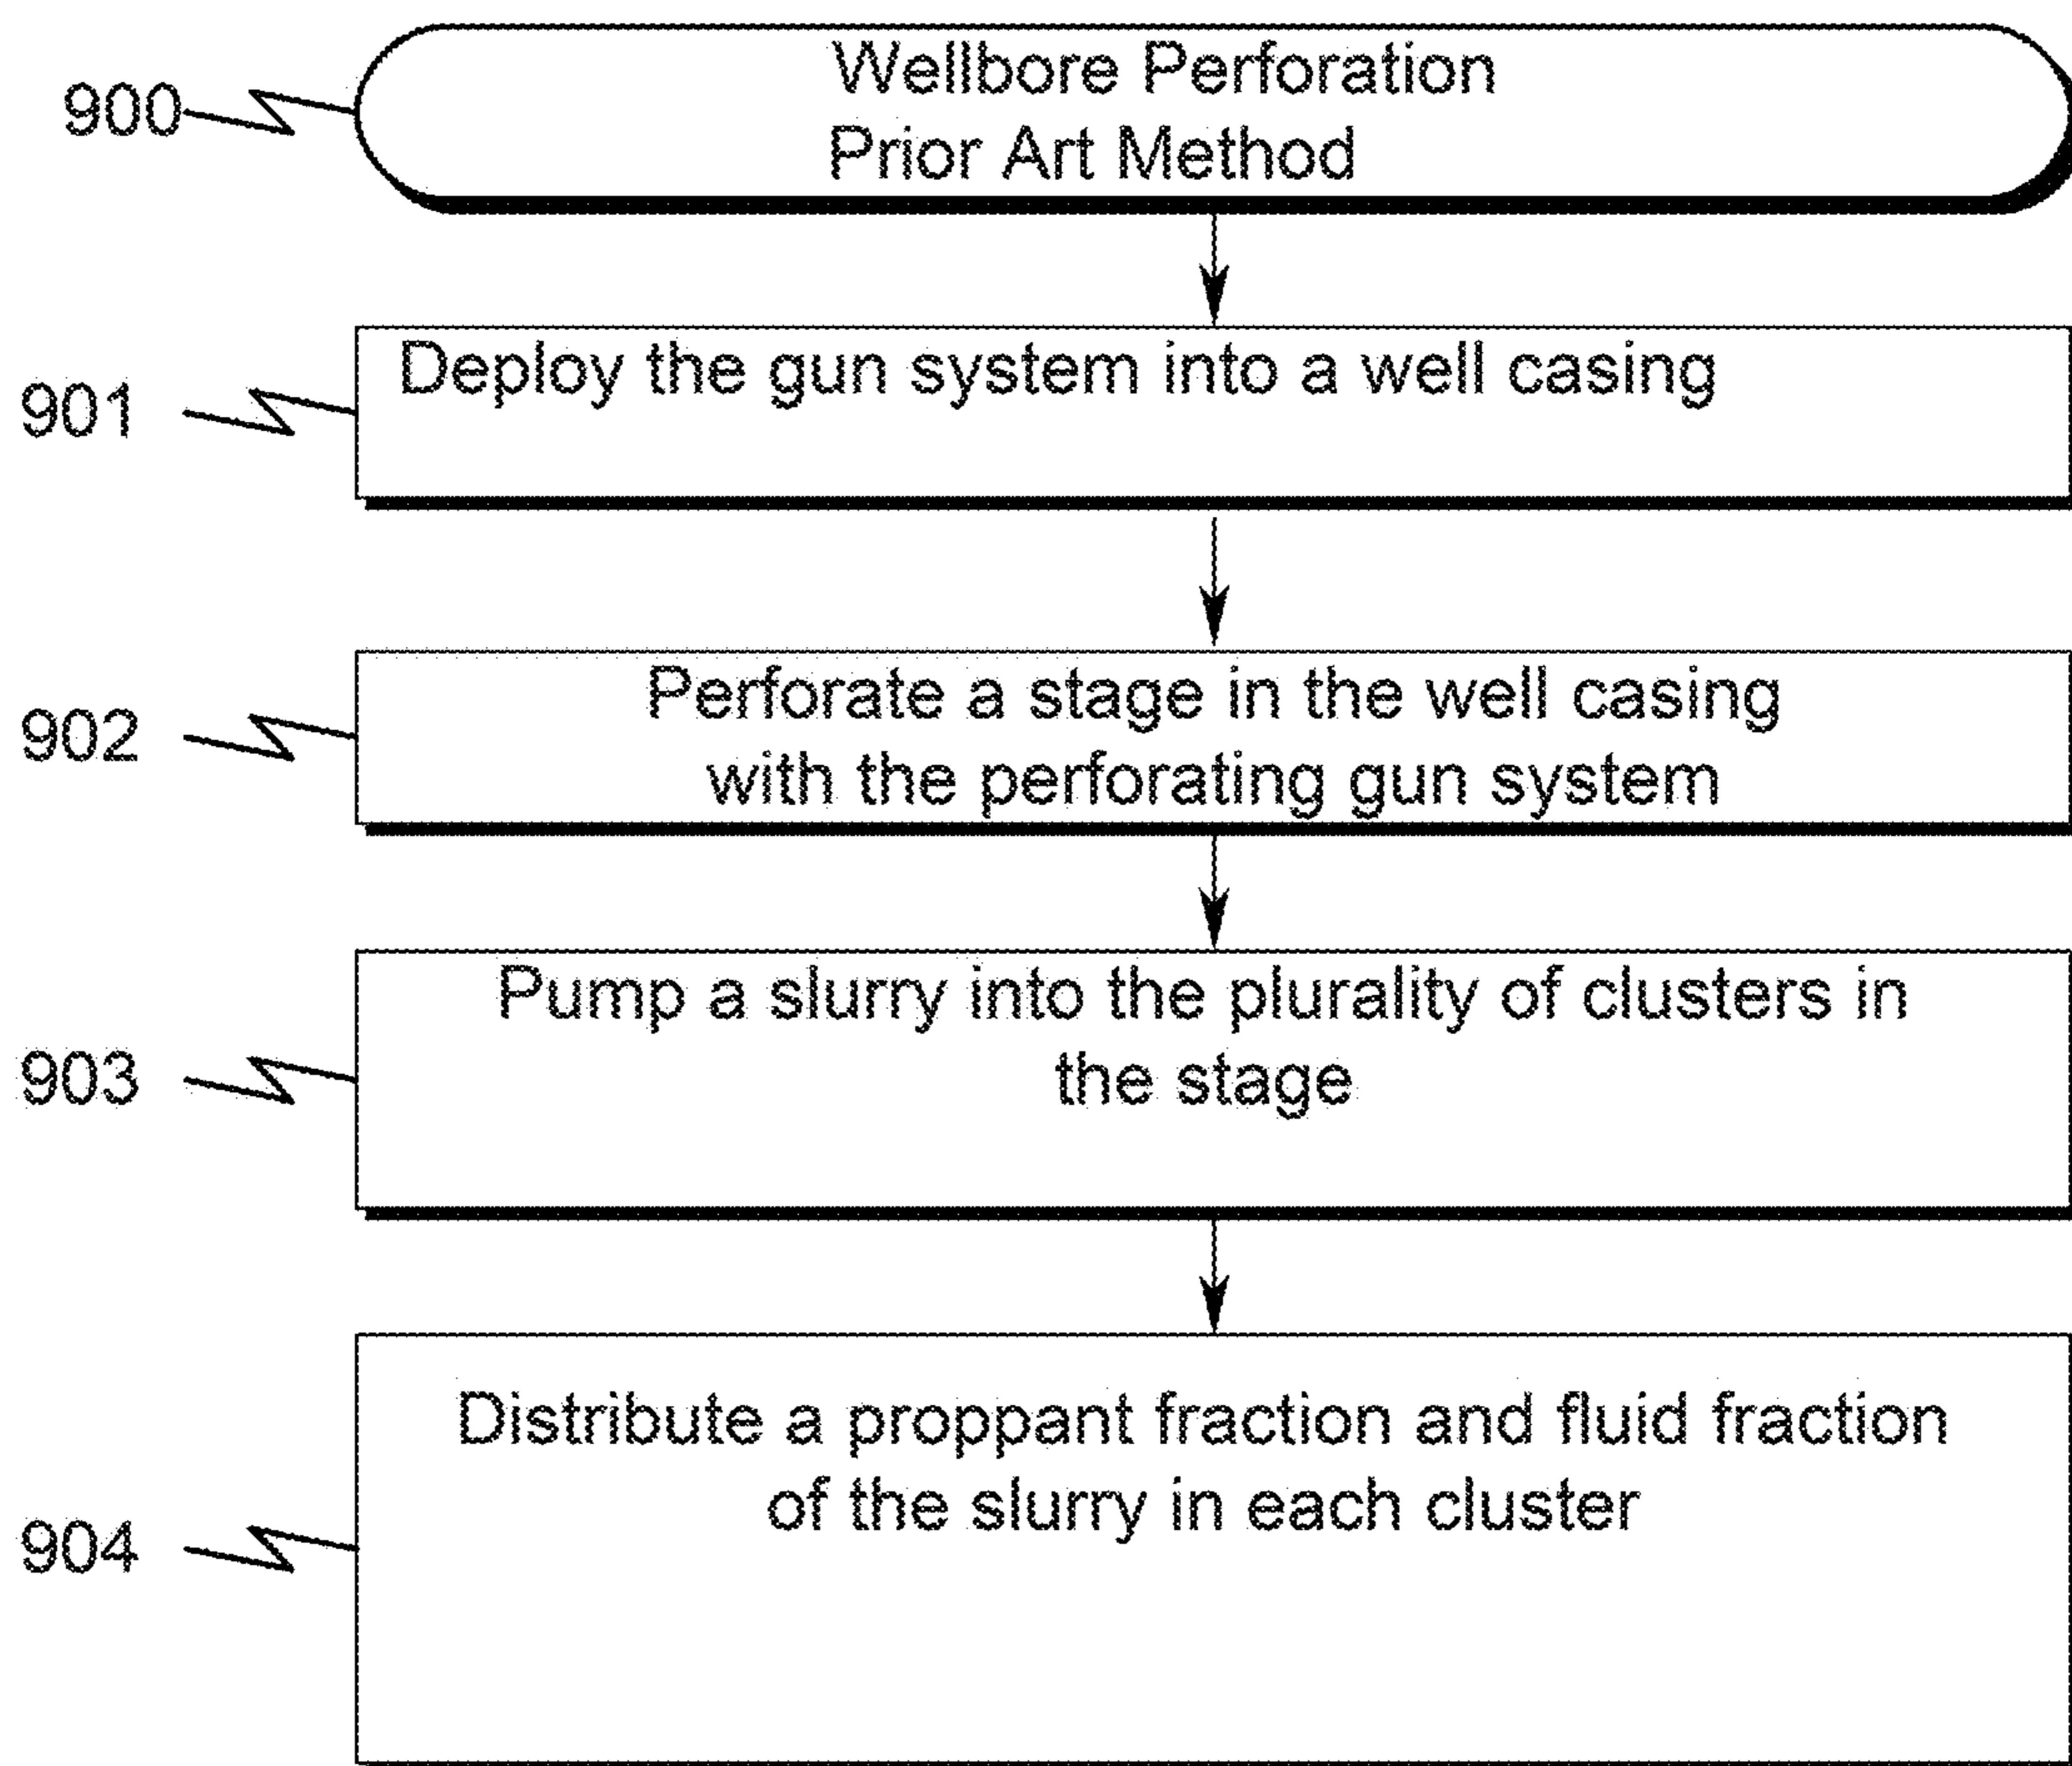 900
Wellbore Perforation
Prior Art Method
901
Deploy the gun system into a well casing
902
Perforate a stage in the well casing
with the perforating gun system
903
Pump a slurry into the plurality of clusters in
the stage
904
Distribute a proppant fraction and fluid fraction
of the slurry in each cluster